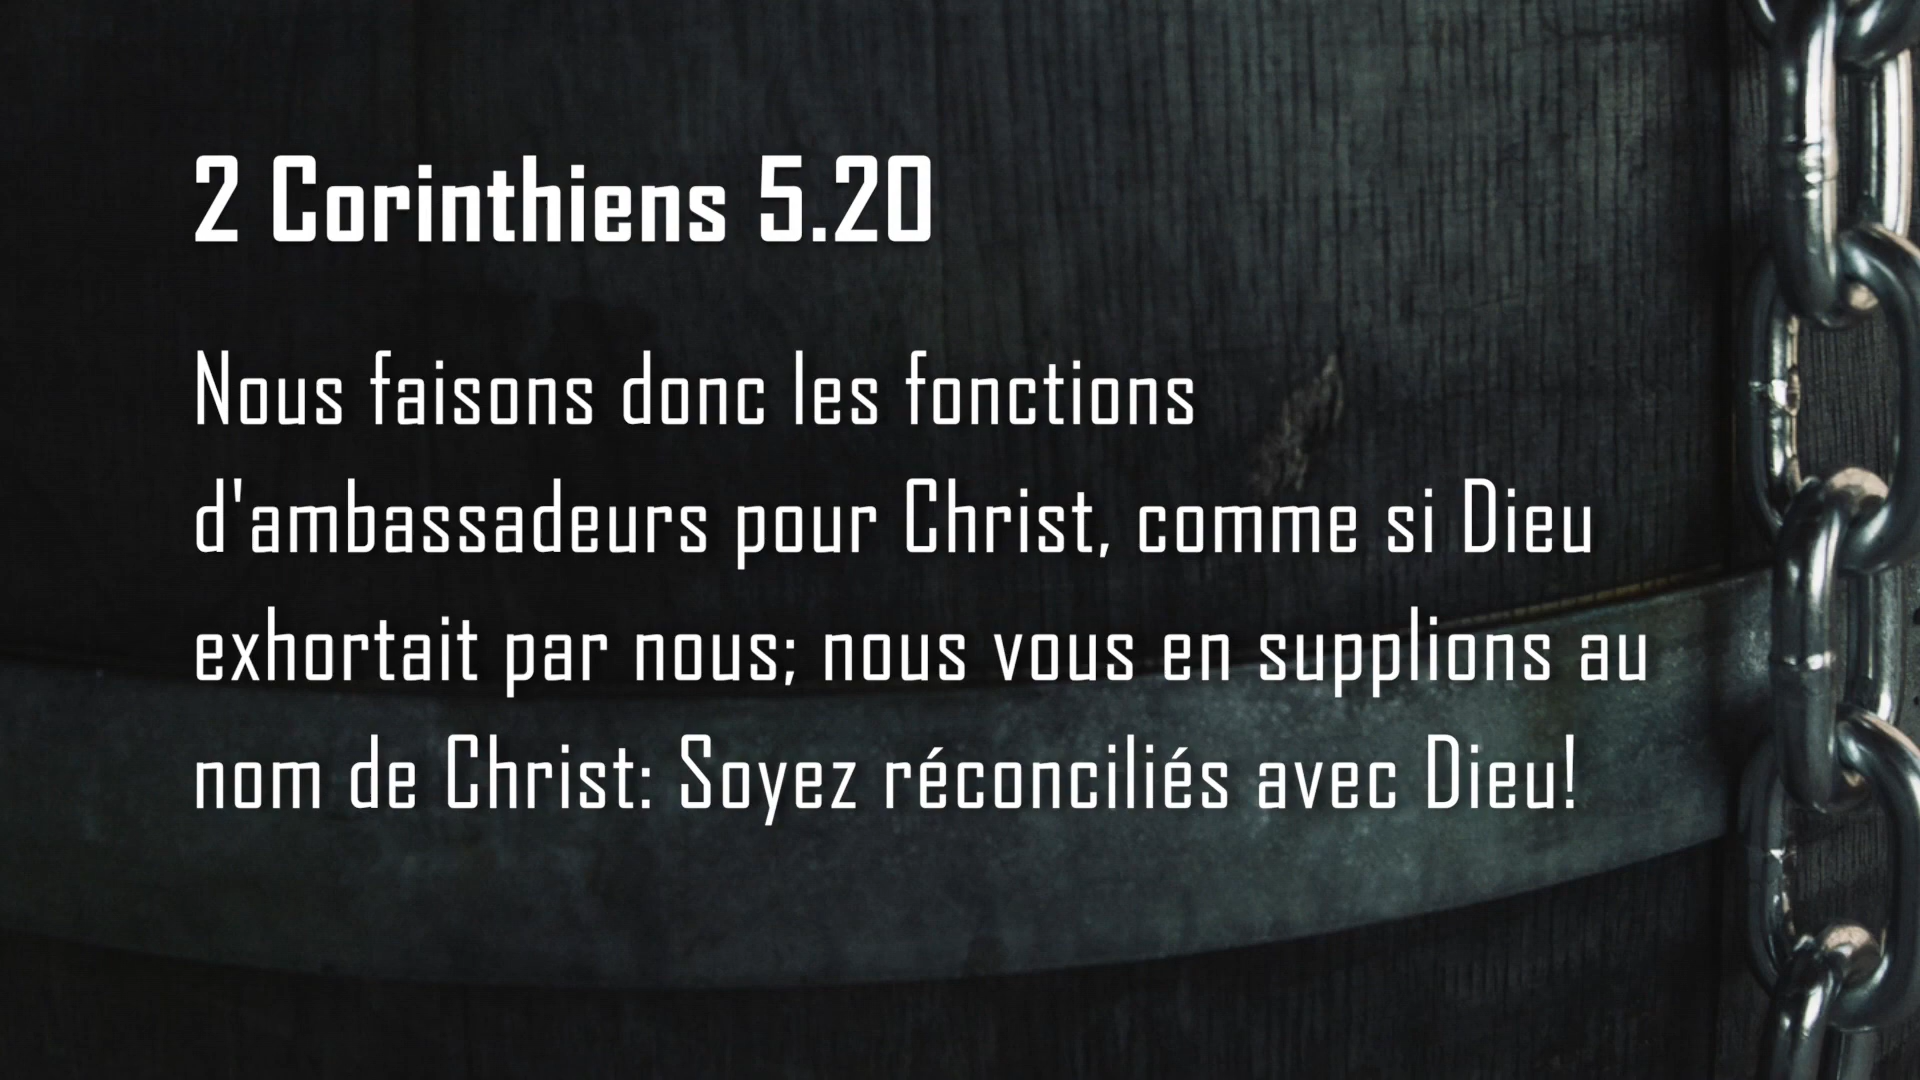 2 Corinthiens 5.20
Nous faisons donc les fonctions
d'ambassadeurs pour Christ, comme si Dieu
exhortait par nous; nous vous en supplions au
nom de Christ: Soyez réconciliés avec Dieu!